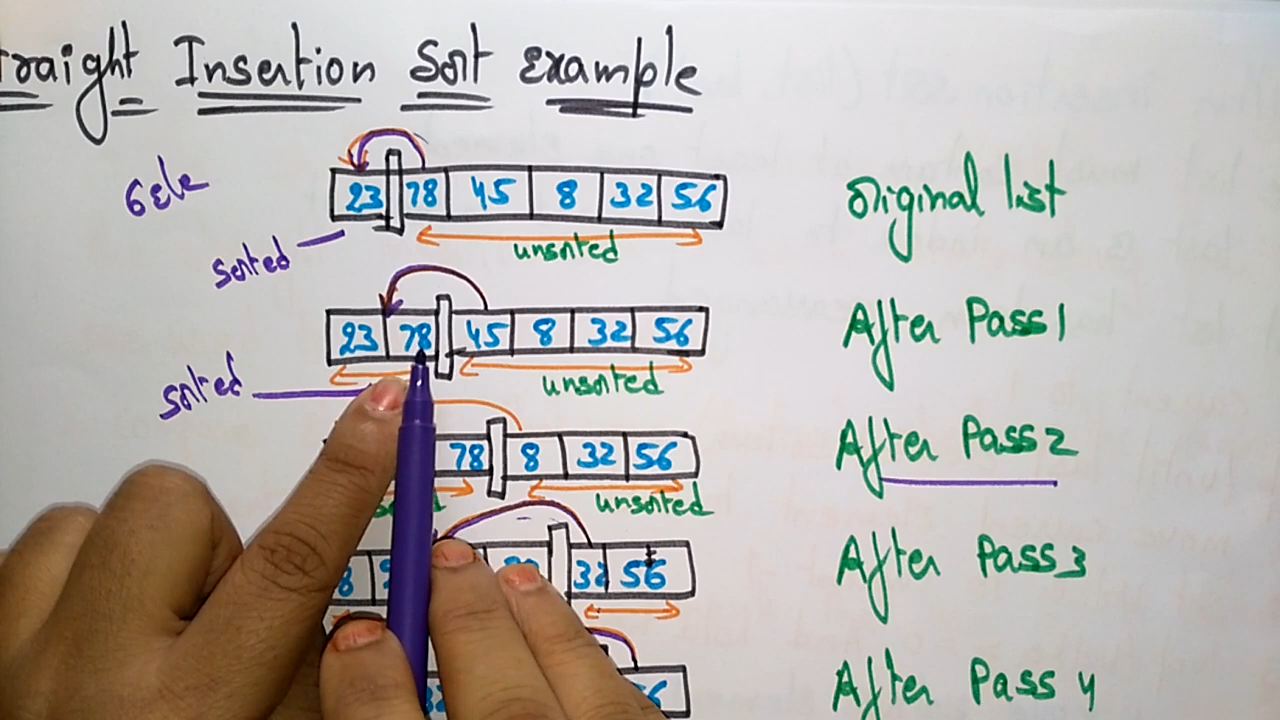 traight Insertion Sort Example
6 ele 23 78 45 8 32 56 Original list
sorted unsorted
23 78 45 8 32 56 After Pass 1
sorted unsorted
78 8 32 56 After Pass 2
unsorted
8 32 56 After Pass 3
After Pass 4